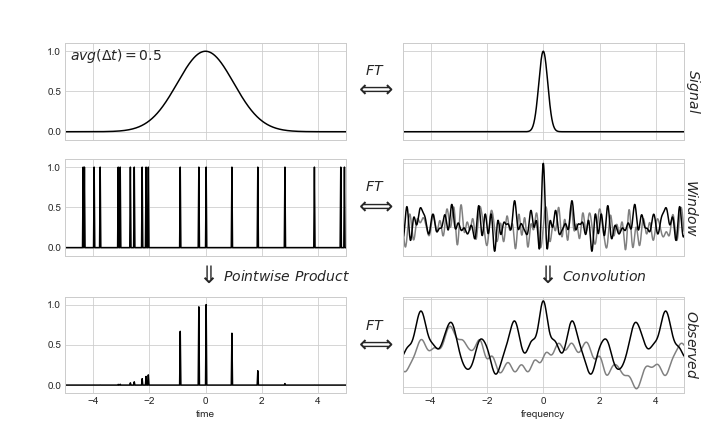 avg(Δt) = 0.5
1.0
0.5
0.0
FT
⇔
Signal
1.0
0.5
0.0
FT
⇔
Window
⇓ Pointwise Product
⇓ Convolution
1.0
0.5
0.0
−4 −2 0 2 4
time
FT
⇔
−4 −2 0 2 4
frequency
Observed